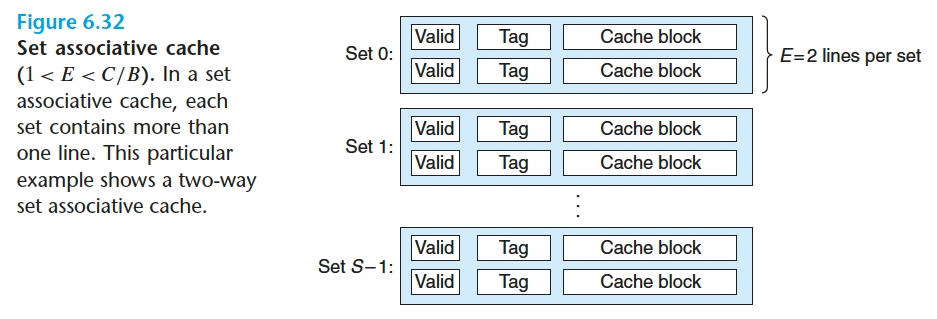 Figure 6.32
Set associative cache
(1 < E < C/B). In a set
associative cache, each
set contains more than
one line. This particular
example shows a two-way
set associative cache.
Set 0:
Valid Tag Cache block
Valid Tag Cache block
E=2 lines per set
Set 1:
Valid Tag Cache block
Valid Tag Cache block
⋮
Set S−1:
Valid Tag Cache block
Valid Tag Cache block